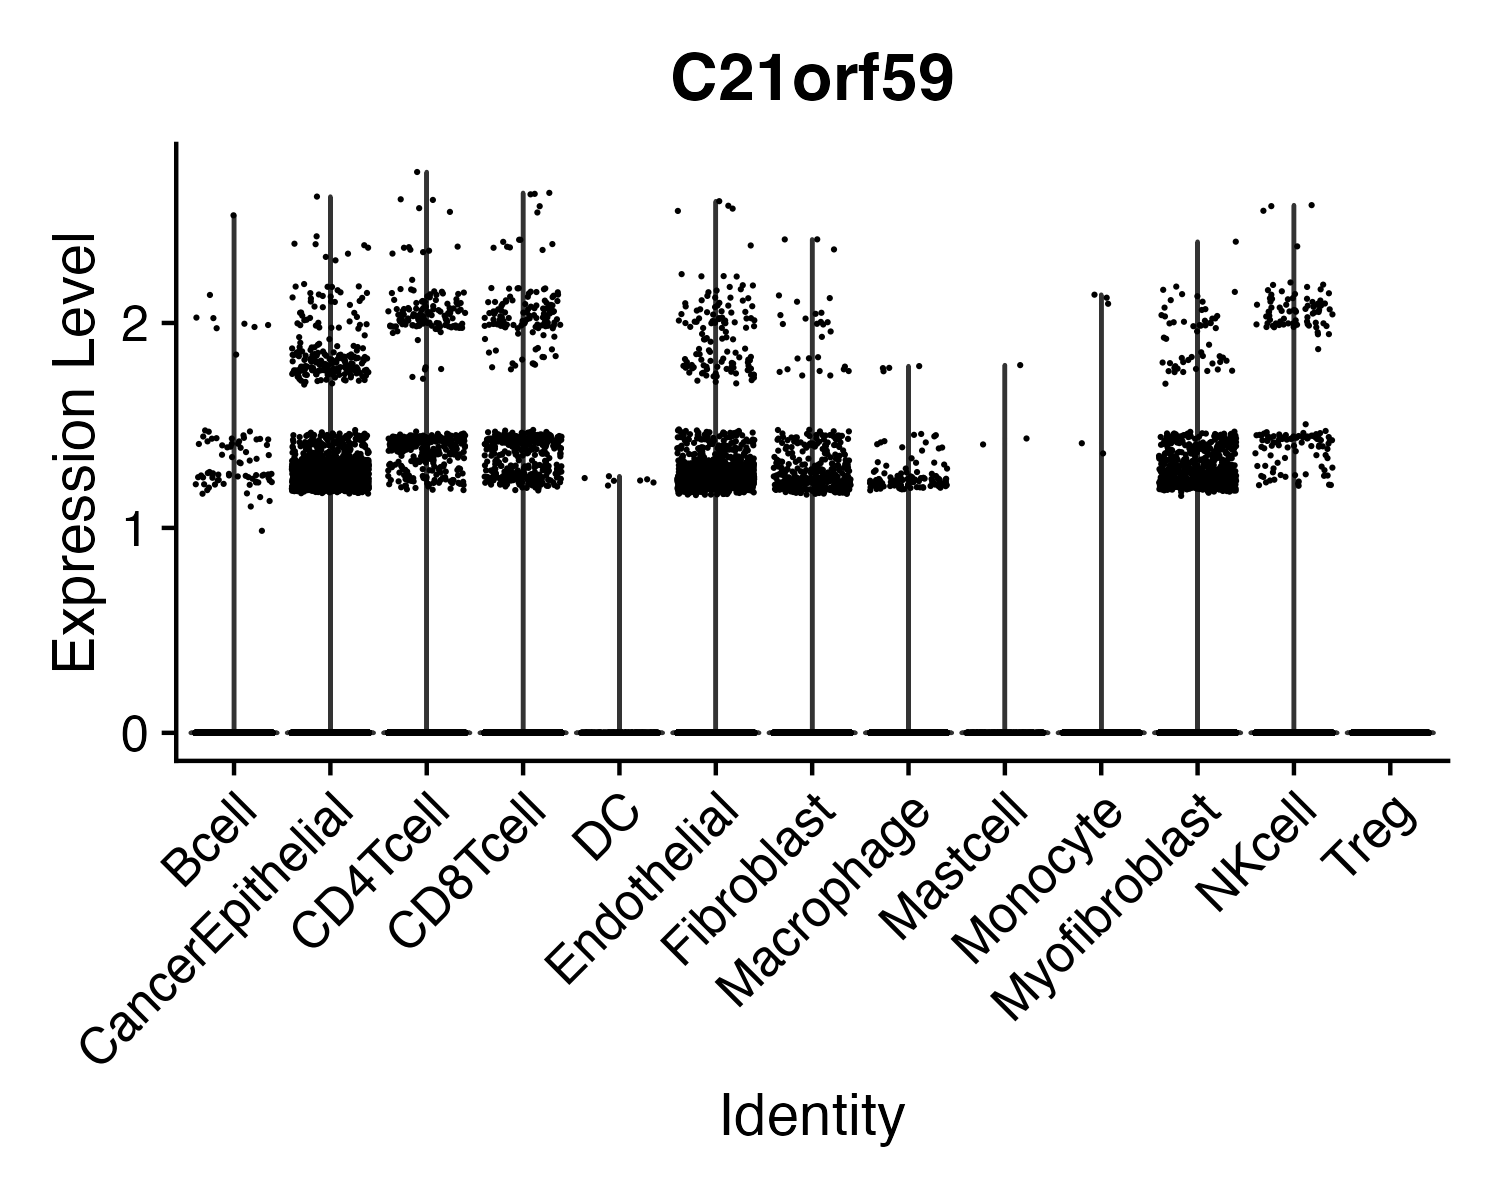 C21orf59
Expression Level
2
1
0
Bcell
CancerEpithelial
CD4Tcell
CD8Tcell
DC
Endothelial
Fibroblast
Macrophage
Mastcell
Monocyte
Myofibroblast
NKcell
Treg
Identity